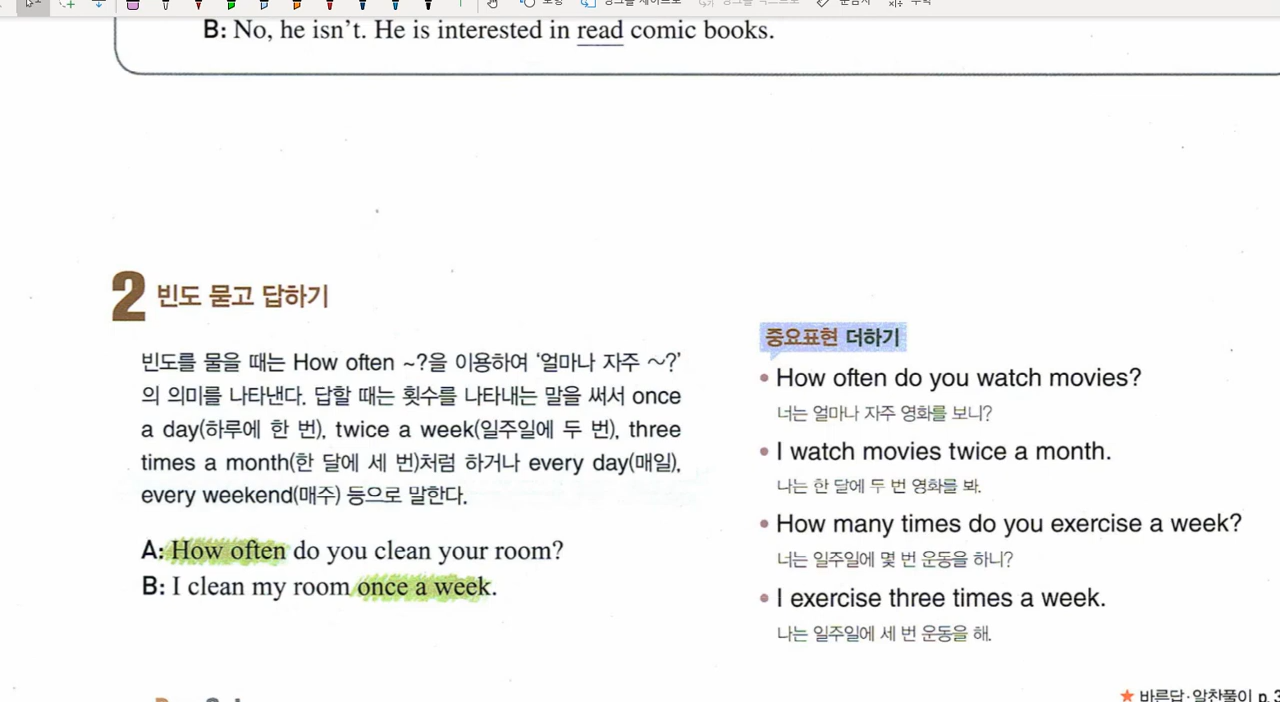 B: No, he isn't. He is interested in read comic books.
2 빈도 묻고 답하기
빈도를 물을 때는 How often ~?을 이용하여 '얼마나 자주 ~?'
의 의미를 나타낸다. 답할 때는 횟수를 나타내는 말을 써서 once
a day(하루에 한 번), twice a week(일주일에 두 번), three
times a month(한 달에 세 번)처럼 하거나 every day(매일),
every weekend(매주) 등으로 말한다.
A: How often do you clean your room?
B: I clean my room once a week.
중요표현 더하기
• How often do you watch movies?
너는 얼마나 자주 영화를 보니?
• I watch movies twice a month.
나는 한 달에 두 번 영화를 봐.
• How many times do you exercise a week?
너는 일주일에 몇 번 운동을 하니?
• I exercise three times a week.
나는 일주일에 세 번 운동을 해.
★ 바른답·알찬풀이 p. 3